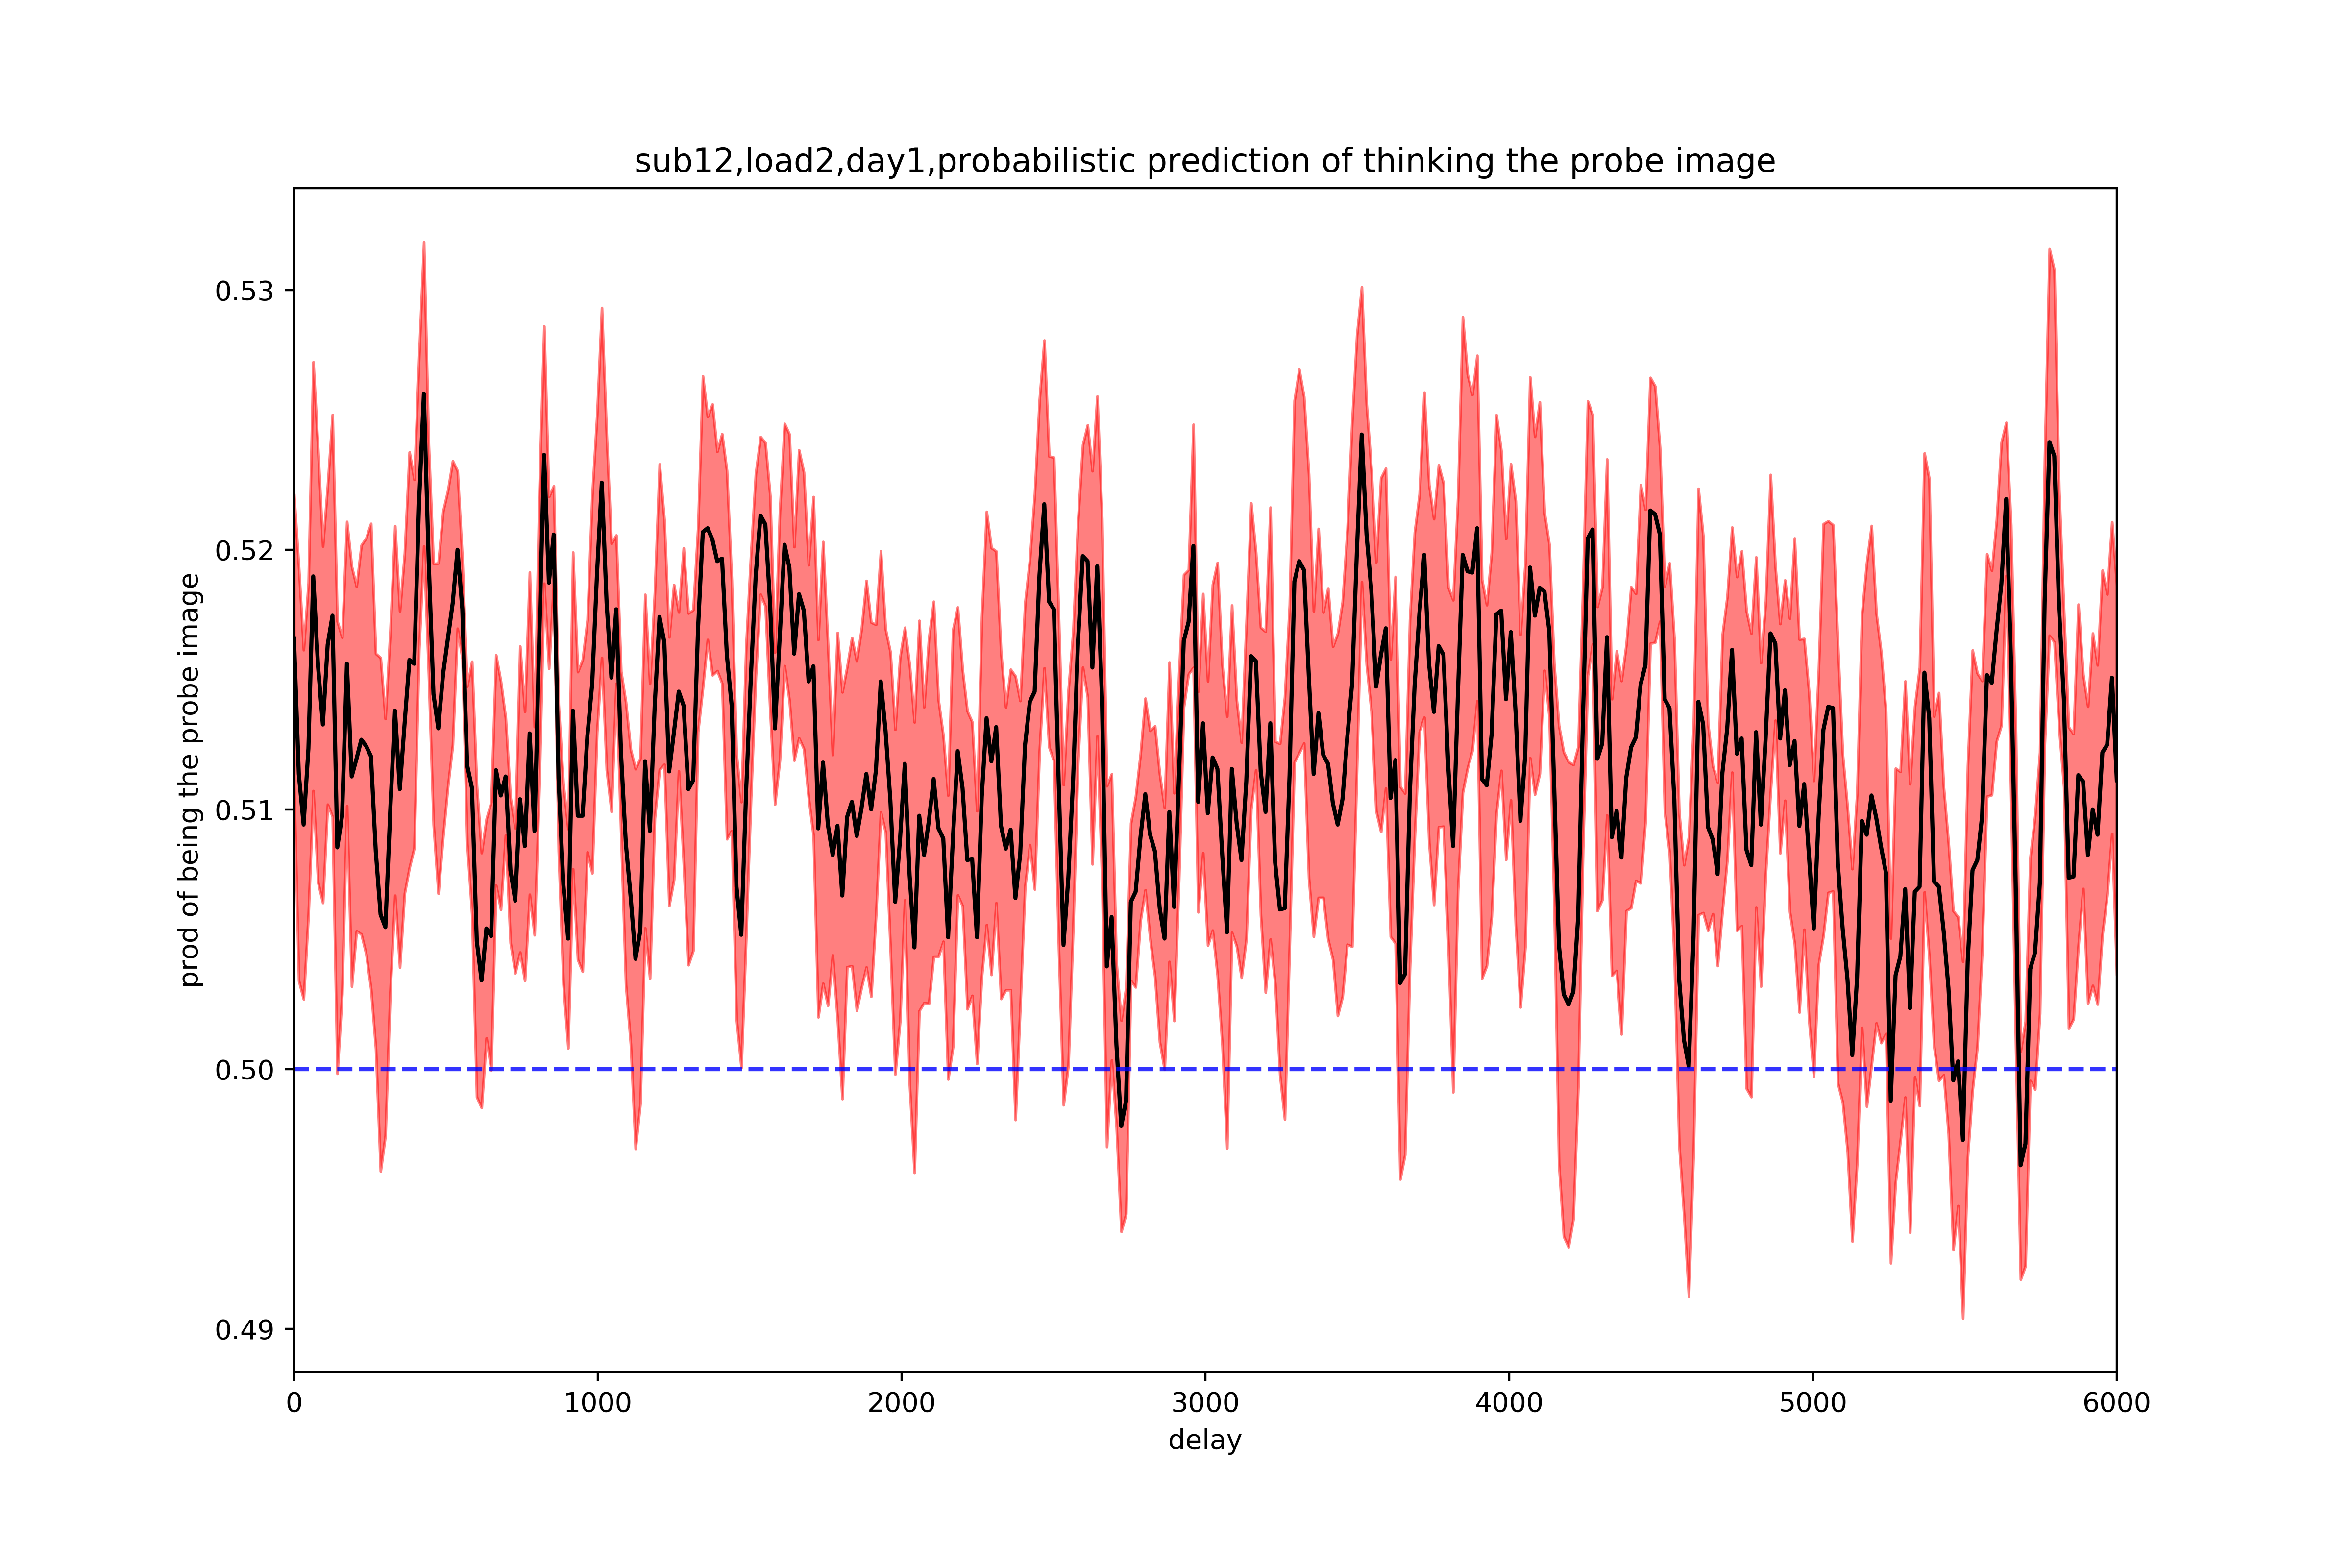 sub12,load2,day1,probabilistic prediction of thinking the probe image
prod of being the probe image
0.53
0.52
0.51
0.50
0.49
0 1000 2000 3000 4000 5000 6000
delay